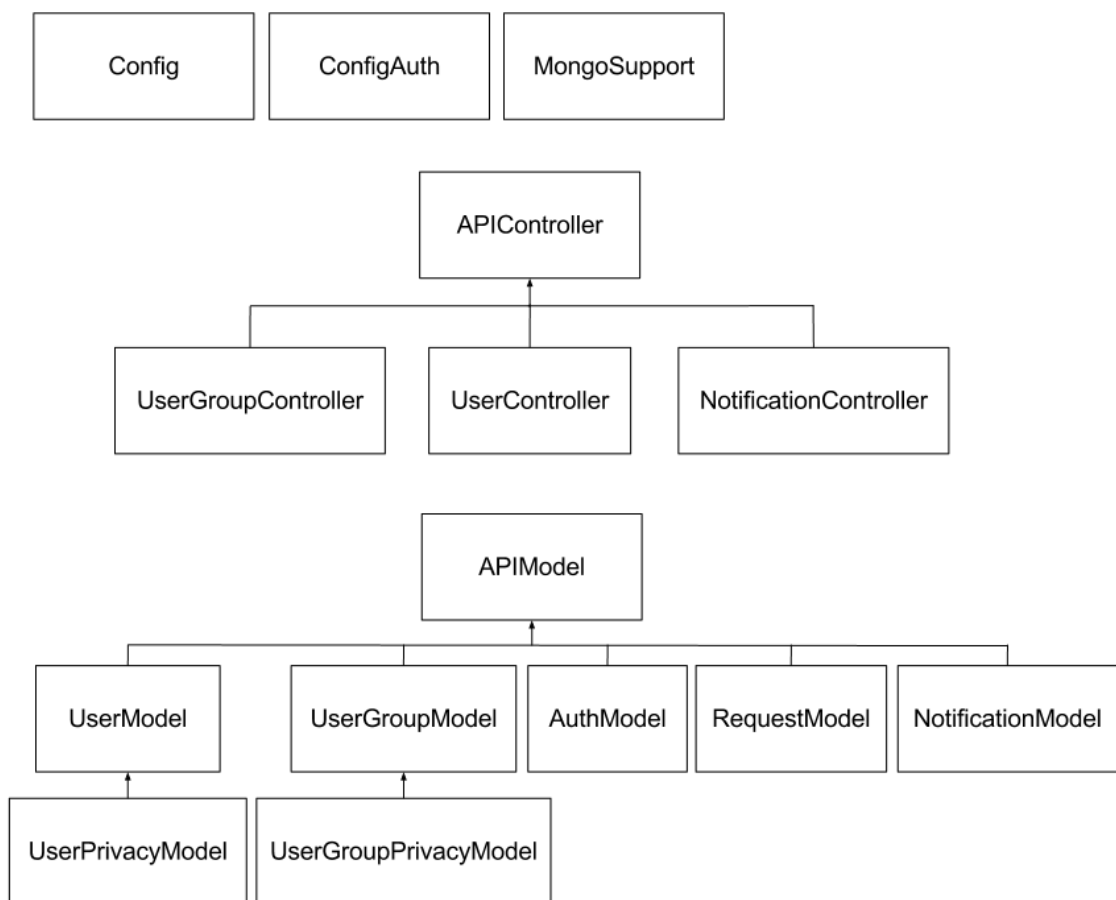 Config
ConfigAuth
MongoSupport
APIController
UserGroupController
UserController
NotificationController
APIModel
UserModel
UserGroupModel
AuthModel
RequestModel
NotificationModel
UserPrivacyModel
UserGroupPrivacyModel